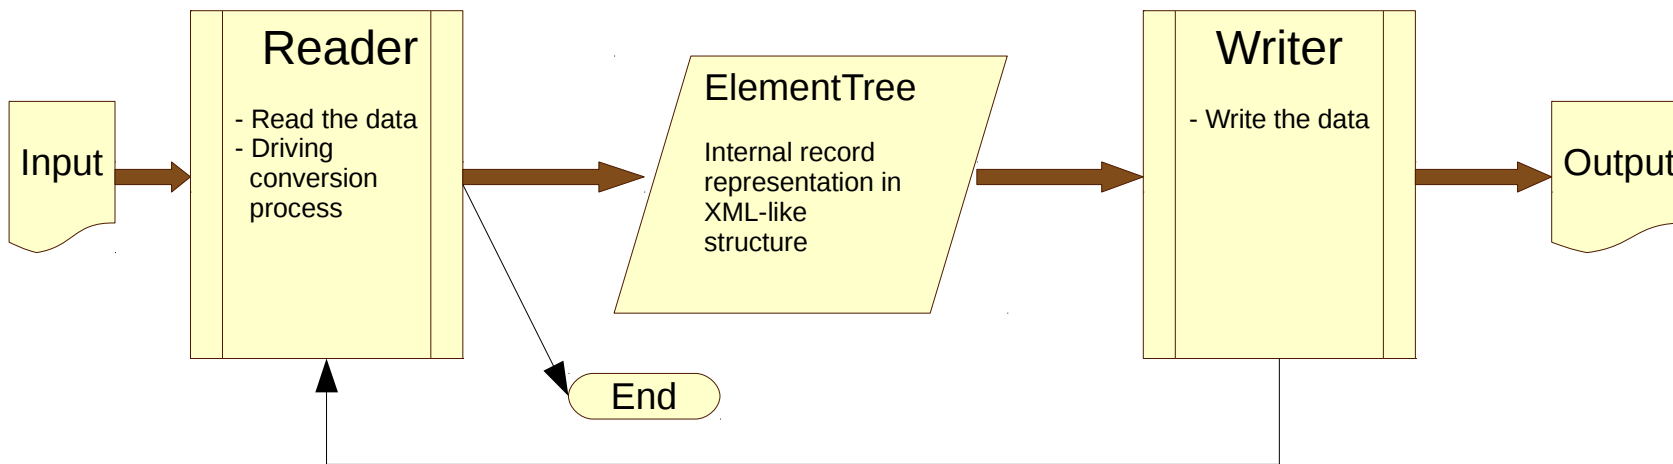 Input
Reader
- Read the data
- Driving
conversion
process
ElementTree
Internal record
representation in
XML-like
structure
Writer
- Write the data
Output
End